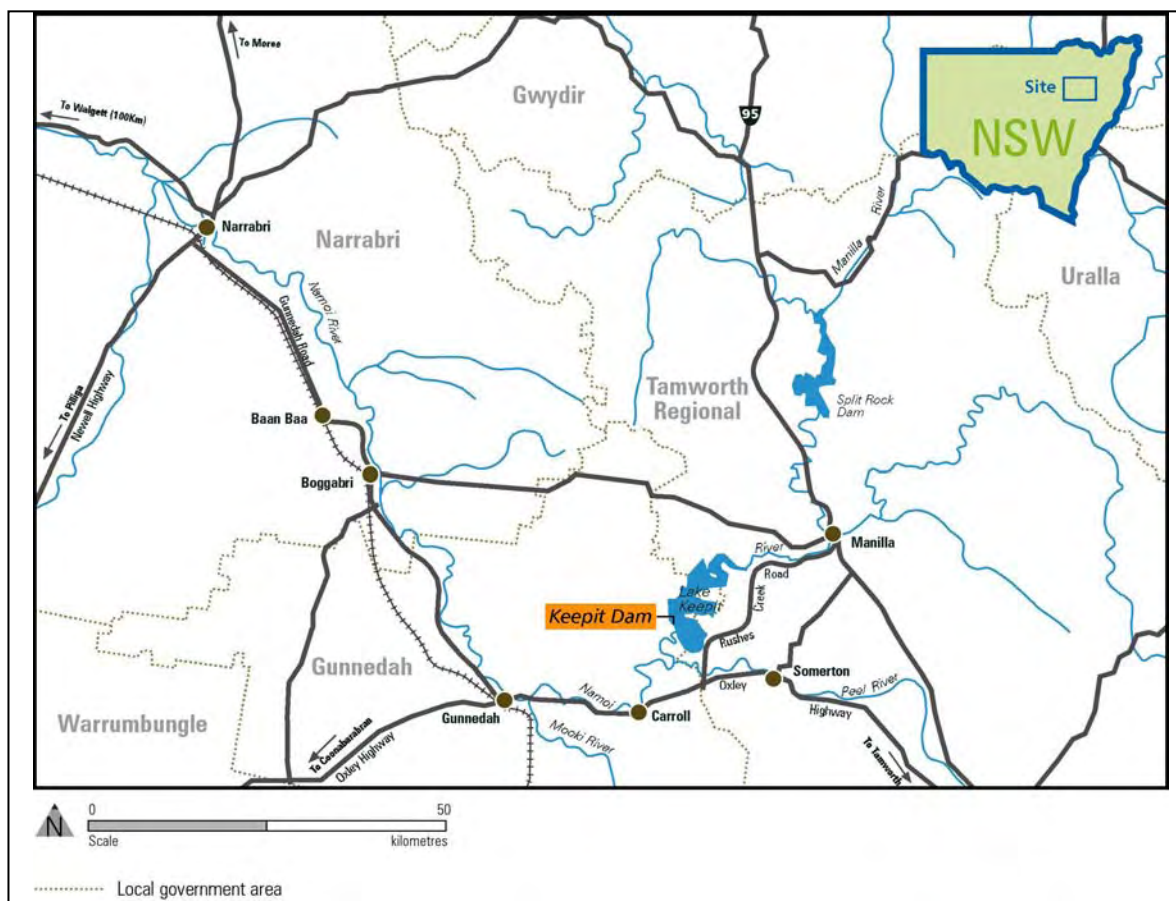 To Moree
To Walgett (100Km)
Gwydir
95
Site
NSW
Narrabri
Narrabri
Manilla
River
Uralla
Gunnedah Road
Namoi River
To Pilliga
Newell Highway
Tamworth
Regional
Split Rock
Dam
Baan Baa
Boggabri
Manilla
River
Road
Creek
Rushes
Lake
Keepit
Keepit Dam
Gunnedah
Warrumbungle
Somerton
Oxley
Peel River
Highway
To Tamworth
Namoi
Carroll
Gunnedah
Mooki River
To Coonabarabran
Oxley Highway
N
0
50
Scale
kilometres
Local government area